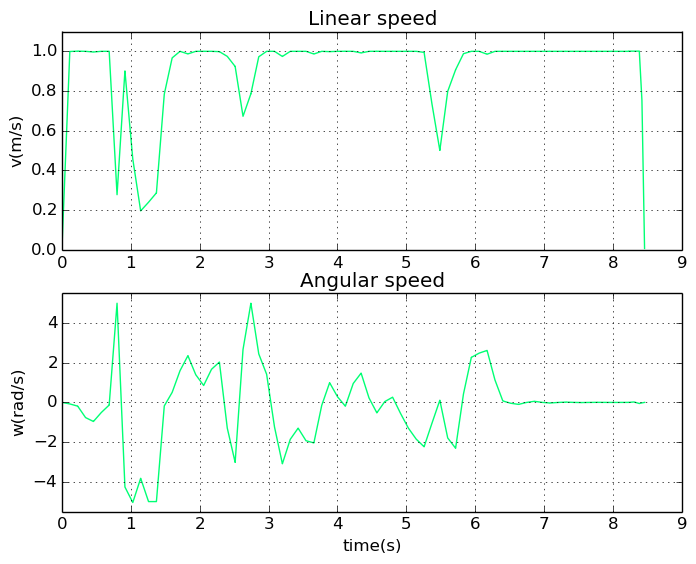 Linear speed
v(m/s)
1.0
0.8
0.6
0.4
0.2
0.0
0 1 2 3 4 5 6 7 8 9
Angular speed
w(rad/s)
4
2
0
−2
−4
0 1 2 3 4 5 6 7 8 9
time(s)